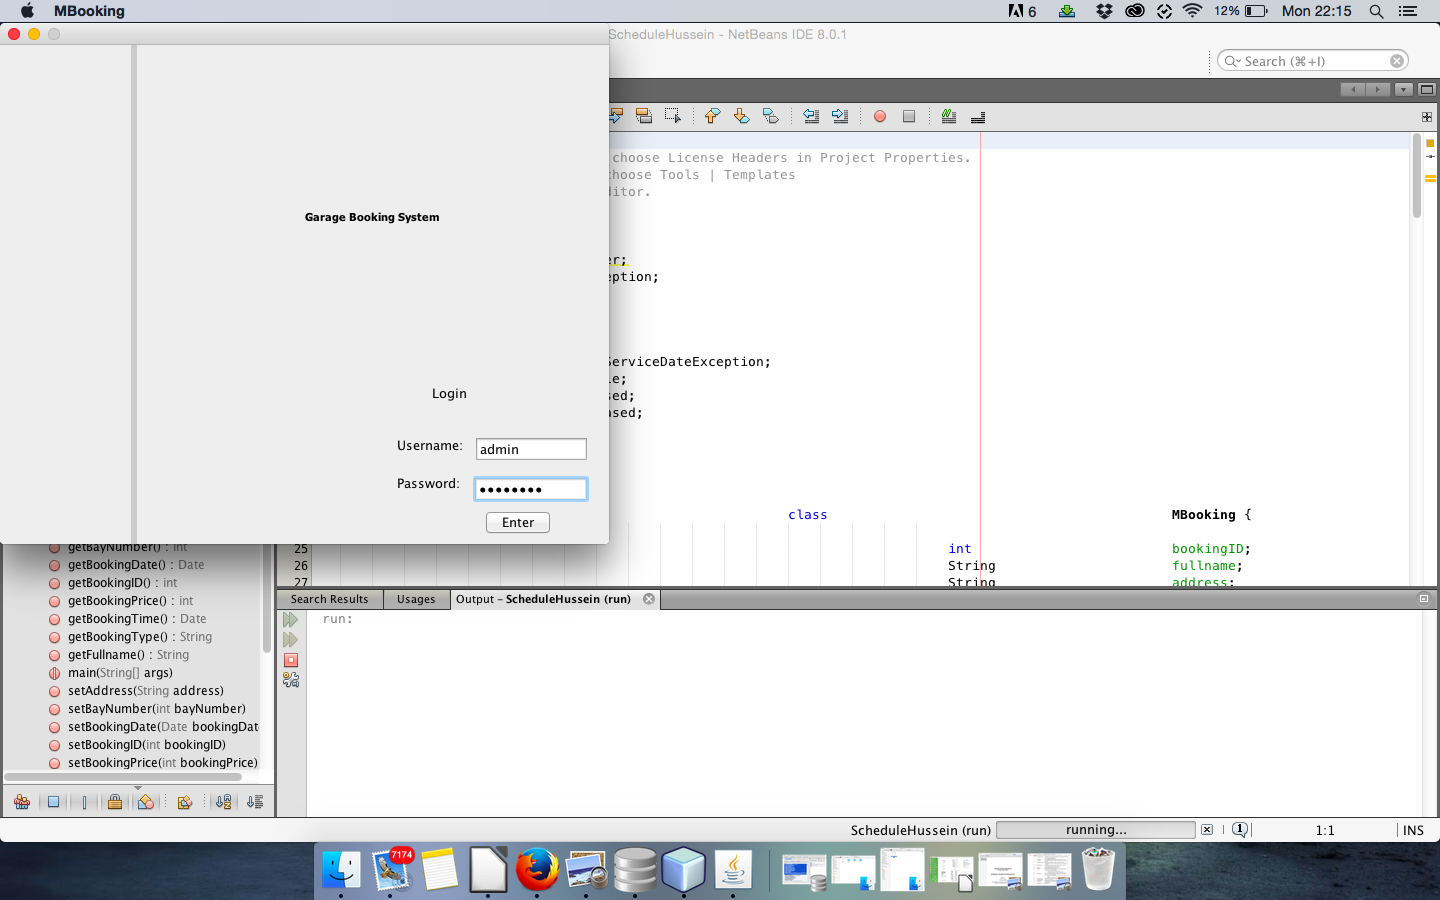 MBooking
6
12%
Mon 22:15
ScheduleHussein - NetBeans IDE 8.0.1
Search (⌘+I)
choose License Headers in Project Properties.
choose Tools | Templates
ditor.
er;
eption;
ServiceDateException;
le;
sed;
ased;
Garage Booking System
Login
Username: admin
Password: ••••••••
Enter
class MBooking {
25 int bookingID;
26 String fullname;
27 String address;
getBayNumber() : int
getBookingDate() : Date
getBookingID() : int
getBookingPrice() : int
getBookingTime() : Date
getBookingType() : String
getFullname() : String
main(String[] args)
setAddress(String address)
setBayNumber(int bayNumber)
setBookingDate(Date bookingDat
setBookingID(int bookingID)
setBookingPrice(int bookingPrice)
Search Results
Usages
Output – ScheduleHussein (run)
run:
ScheduleHussein (run)
running...
1
1:1
INS
7174